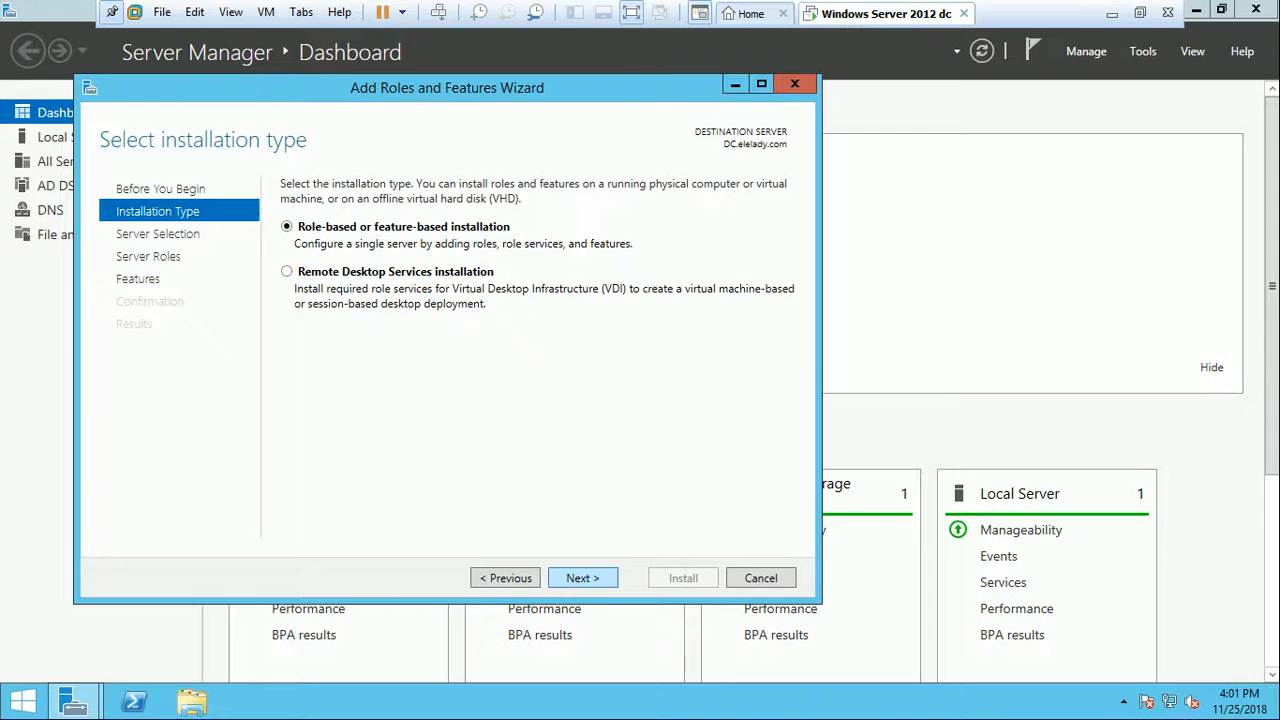 File Edit View VM Tabs Help Home Windows Server 2012 dc
Server Manager Dashboard Manage Tools View Help
Add Roles and Features Wizard
Select installation type
DESTINATION SERVER
DC.elelady.com
Dashb
Local
All Ser
AD DS
DNS
File an
Before You Begin
Installation Type
Server Selection
Server Roles
Features
Confirmation
Results
Select the installation type. You can install roles and features on a running physical computer or virtual
machine, or on an offline virtual hard disk (VHD).
Role-based or feature-based installation
Configure a single server by adding roles, role services, and features.
Remote Desktop Services installation
Install required role services for Virtual Desktop Infrastructure (VDI) to create a virtual machine-based
or session-based desktop deployment.
< Previous Next > Install Cancel
Hide
rage 1
Local Server 1
Manageability
Events
Services
Performance Performance Performance Performance
BPA results BPA results BPA results BPA results
4:01 PM
11/25/2018